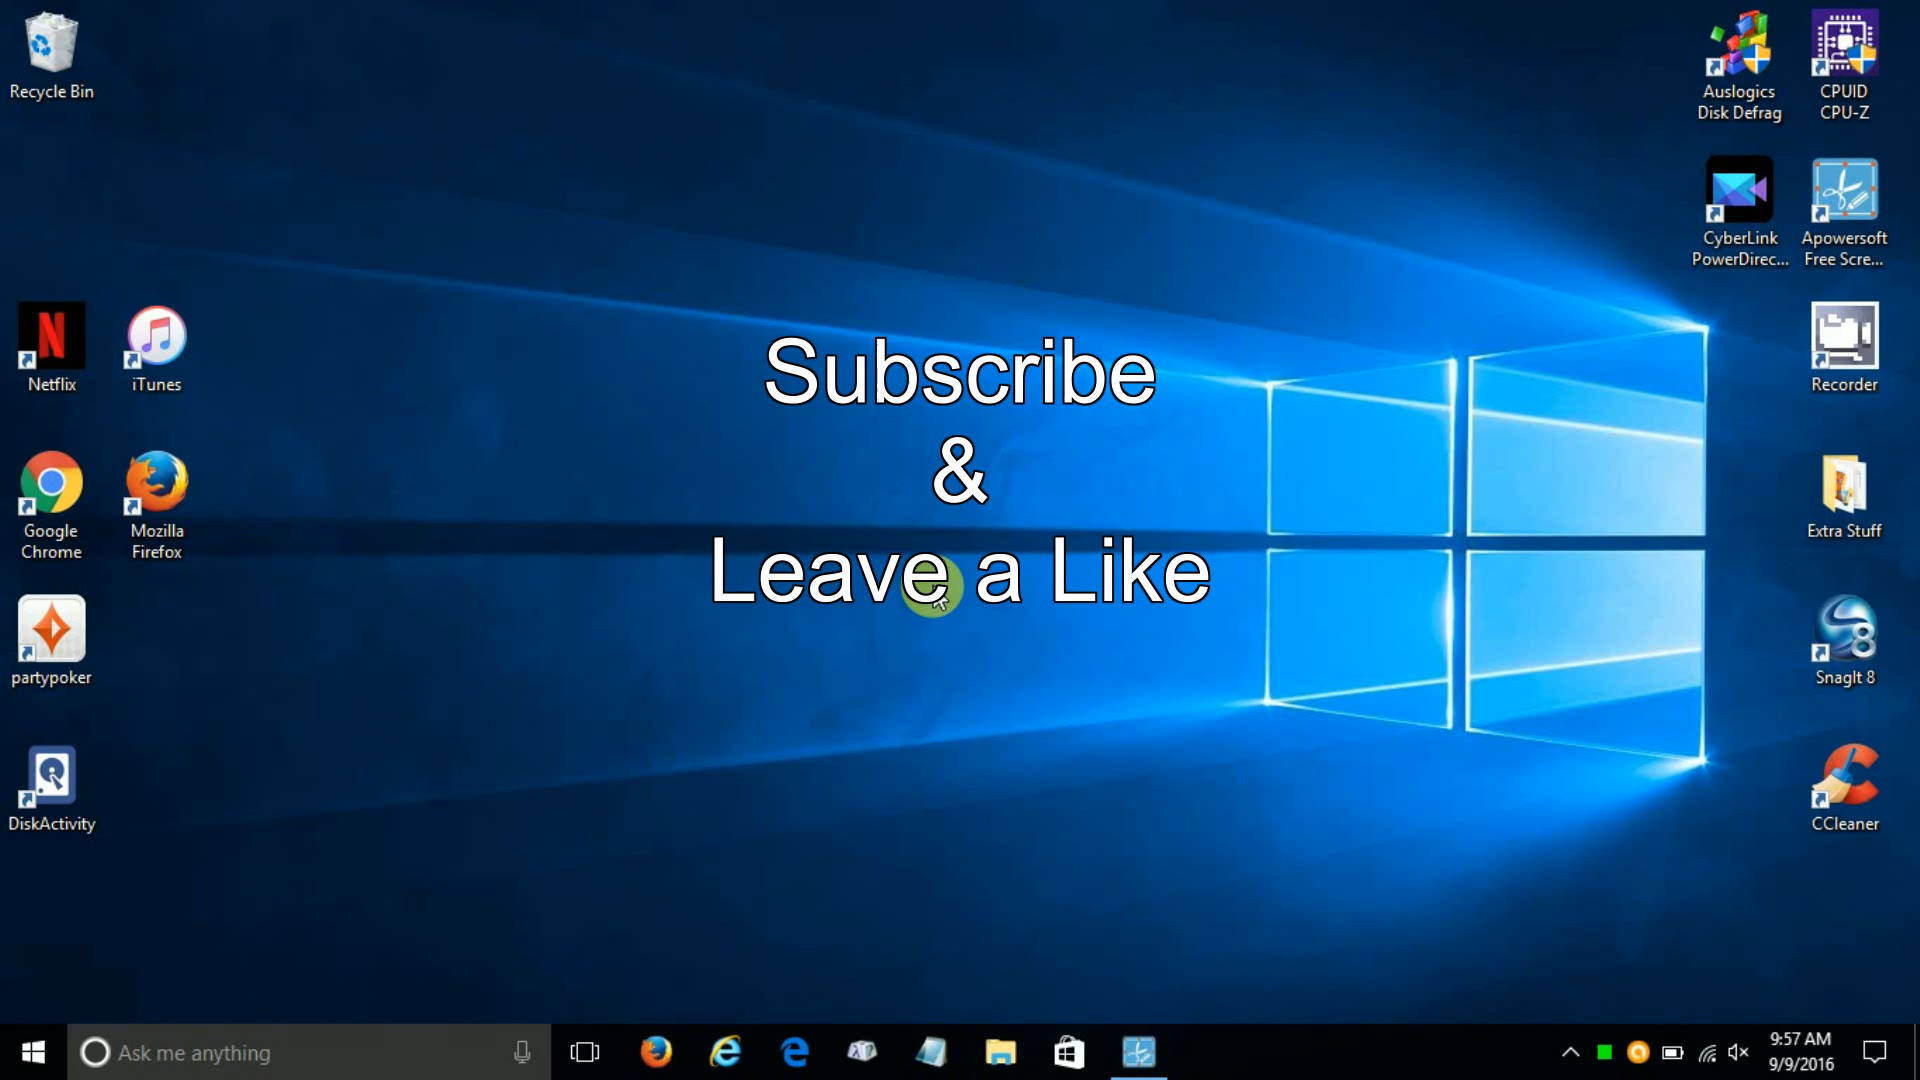 Recycle Bin
Auslogics
Disk Defrag
CPUID
CPU-Z
CyberLink
PowerDirec...
Apowersoft
Free Scre...
Netflix
iTunes
Recorder
Subscribe
&
Leave a Like
Google
Chrome
Mozilla
Firefox
Extra Stuff
partypoker
SnagIt 8
DiskActivity
CCleaner
Ask me anything
9:57 AM
9/9/2016